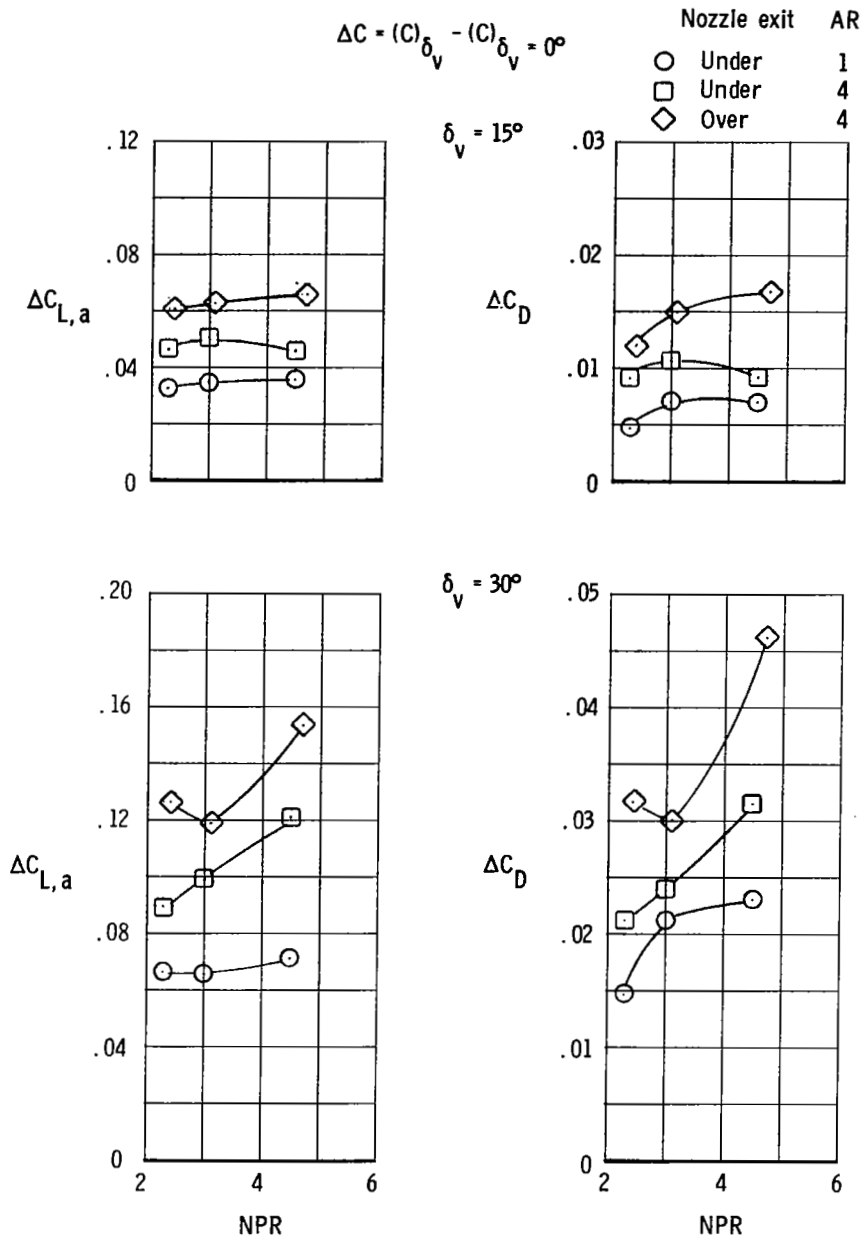 ΔC = (C)δv - (C)δv = 0°
Nozzle exit AR
Under 1
Under 4
Over 4
δv = 15°
.12
.08
ΔCL,a
.04
0
.03
.02
ΔCD
.01
0
δv = 30°
.20
.16
.12
ΔCL,a
.08
.04
0
2 4 6
NPR
.05
.04
.03
ΔCD
.02
.01
0
2 4 6
NPR